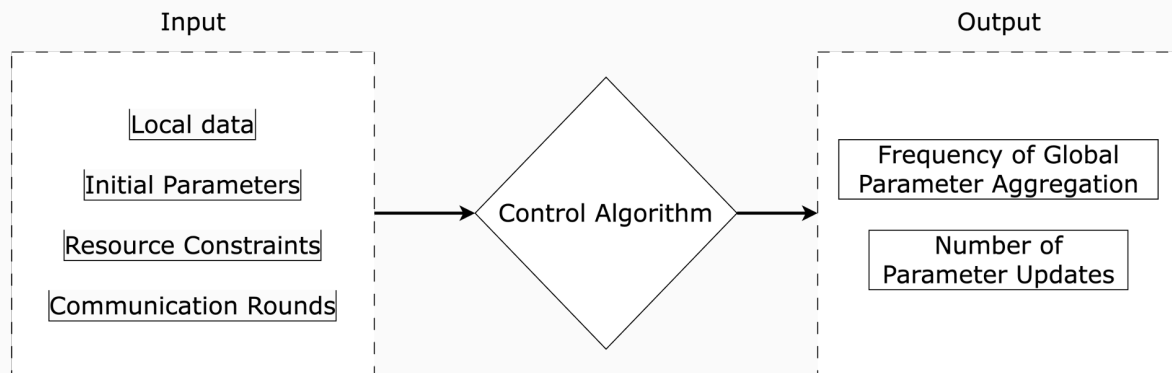 Input
Local data
Initial Parameters
Resource Constraints
Communication Rounds
Control Algorithm
Output
Frequency of Global
Parameter Aggregation
Number of
Parameter Updates